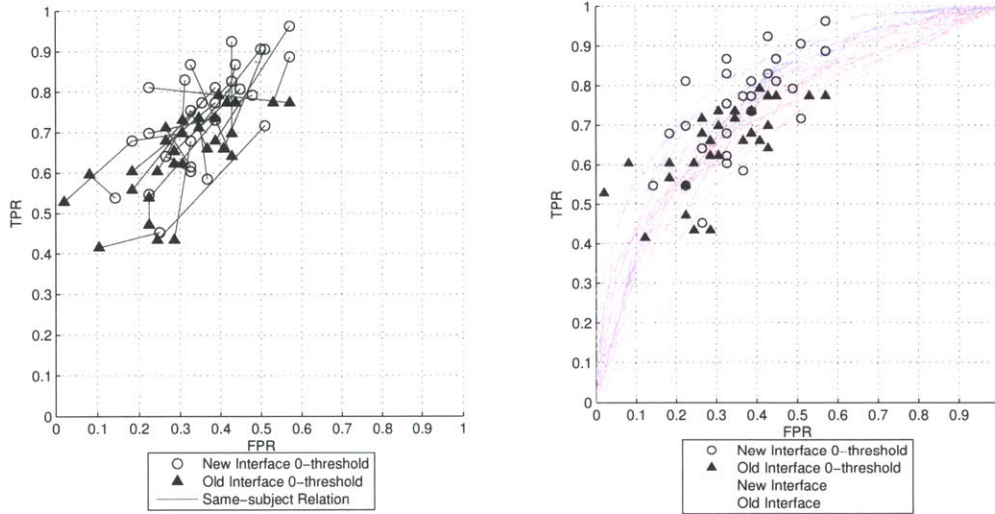 1
0.9
0.8
0.7
0.6
0.5
0.4
0.3
0.2
0.1
0
TPR
0 0.1 0.2 0.3 0.4 0.5 0.6 0.7 0.8 0.9 1
FPR
New Interface 0-threshold
Old Interface 0-threshold
Same-subject Relation
1
0.9
0.8
0.7
0.6
0.5
0.4
0.3
0.2
0.1
0
TPR
0 0.1 0.2 0.3 0.4 0.5 0.6 0.7 0.8 0.9
FPR
New Interface 0-threshold
Old Interface 0-threshold
New Interface
Old Interface